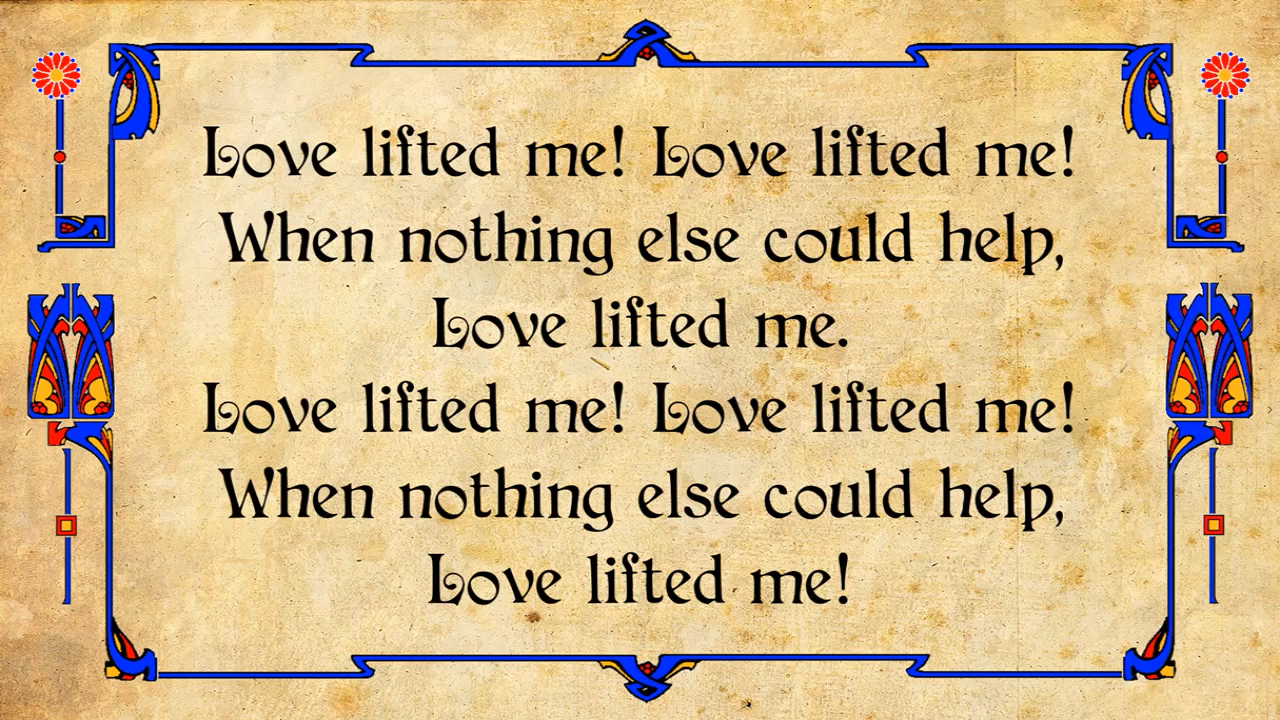 Love lifted me! Love lifted me!
When nothing else could help,
Love lifted me.
Love lifted me! Love lifted me!
When nothing else could help,
Love lifted me!